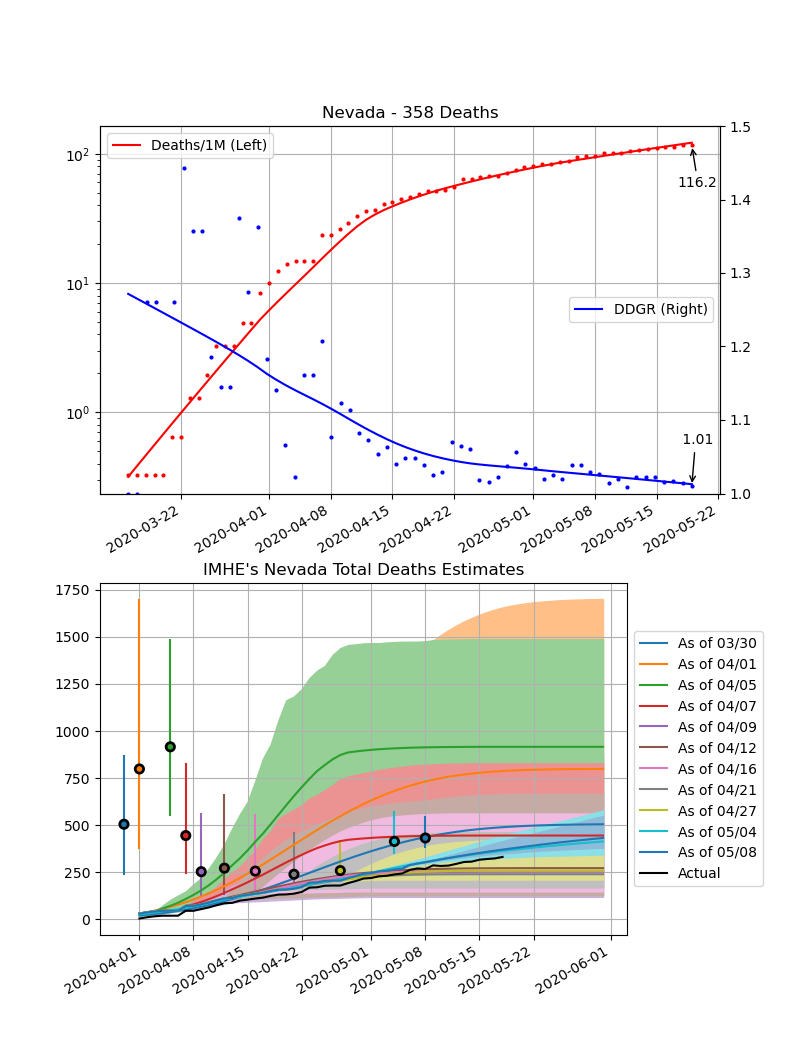 Nevada - 358 Deaths
Deaths/1M (Left)
DDGR (Right)
116.2
1.01
10²
10¹
10⁰
1.5
1.4
1.3
1.2
1.1
1.0
2020-03-22
2020-04-01
2020-04-08
2020-04-15
2020-04-22
2020-05-01
2020-05-08
2020-05-15
2020-05-22
IMHE's Nevada Total Deaths Estimates
1750
1500
1250
1000
750
500
250
0
2020-04-01
2020-04-08
2020-04-15
2020-04-22
2020-05-01
2020-05-08
2020-05-15
2020-05-22
2020-06-01
As of 03/30
As of 04/01
As of 04/05
As of 04/07
As of 04/09
As of 04/12
As of 04/16
As of 04/21
As of 04/27
As of 05/04
As of 05/08
Actual